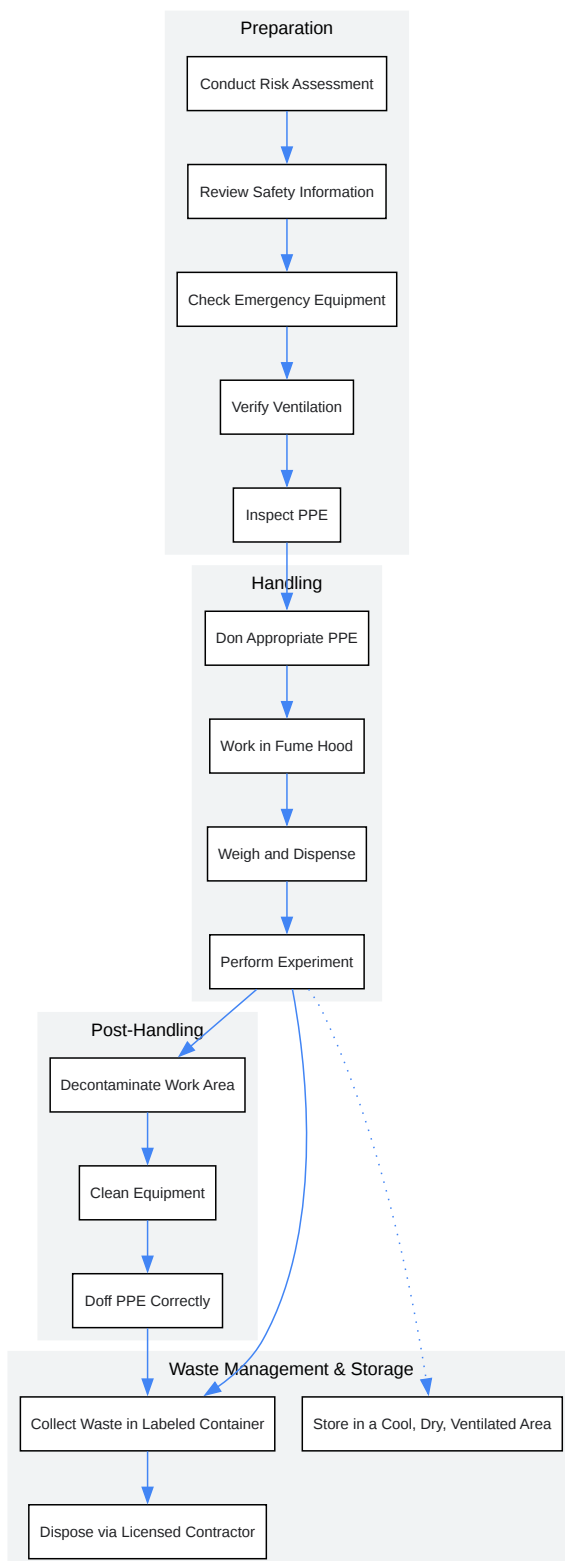 Preparation
Conduct Risk Assessment
Review Safety Information
Check Emergency Equipment
Verify Ventilation
Inspect PPE
Handling
Don Appropriate PPE
Work in Fume Hood
Weigh and Dispense
Perform Experiment
Post-Handling
Decontaminate Work Area
Clean Equipment
Doff PPE Correctly
Waste Management & Storage
Collect Waste in Labeled Container
Store in a Cool, Dry, Ventilated Area
Dispose via Licensed Contractor